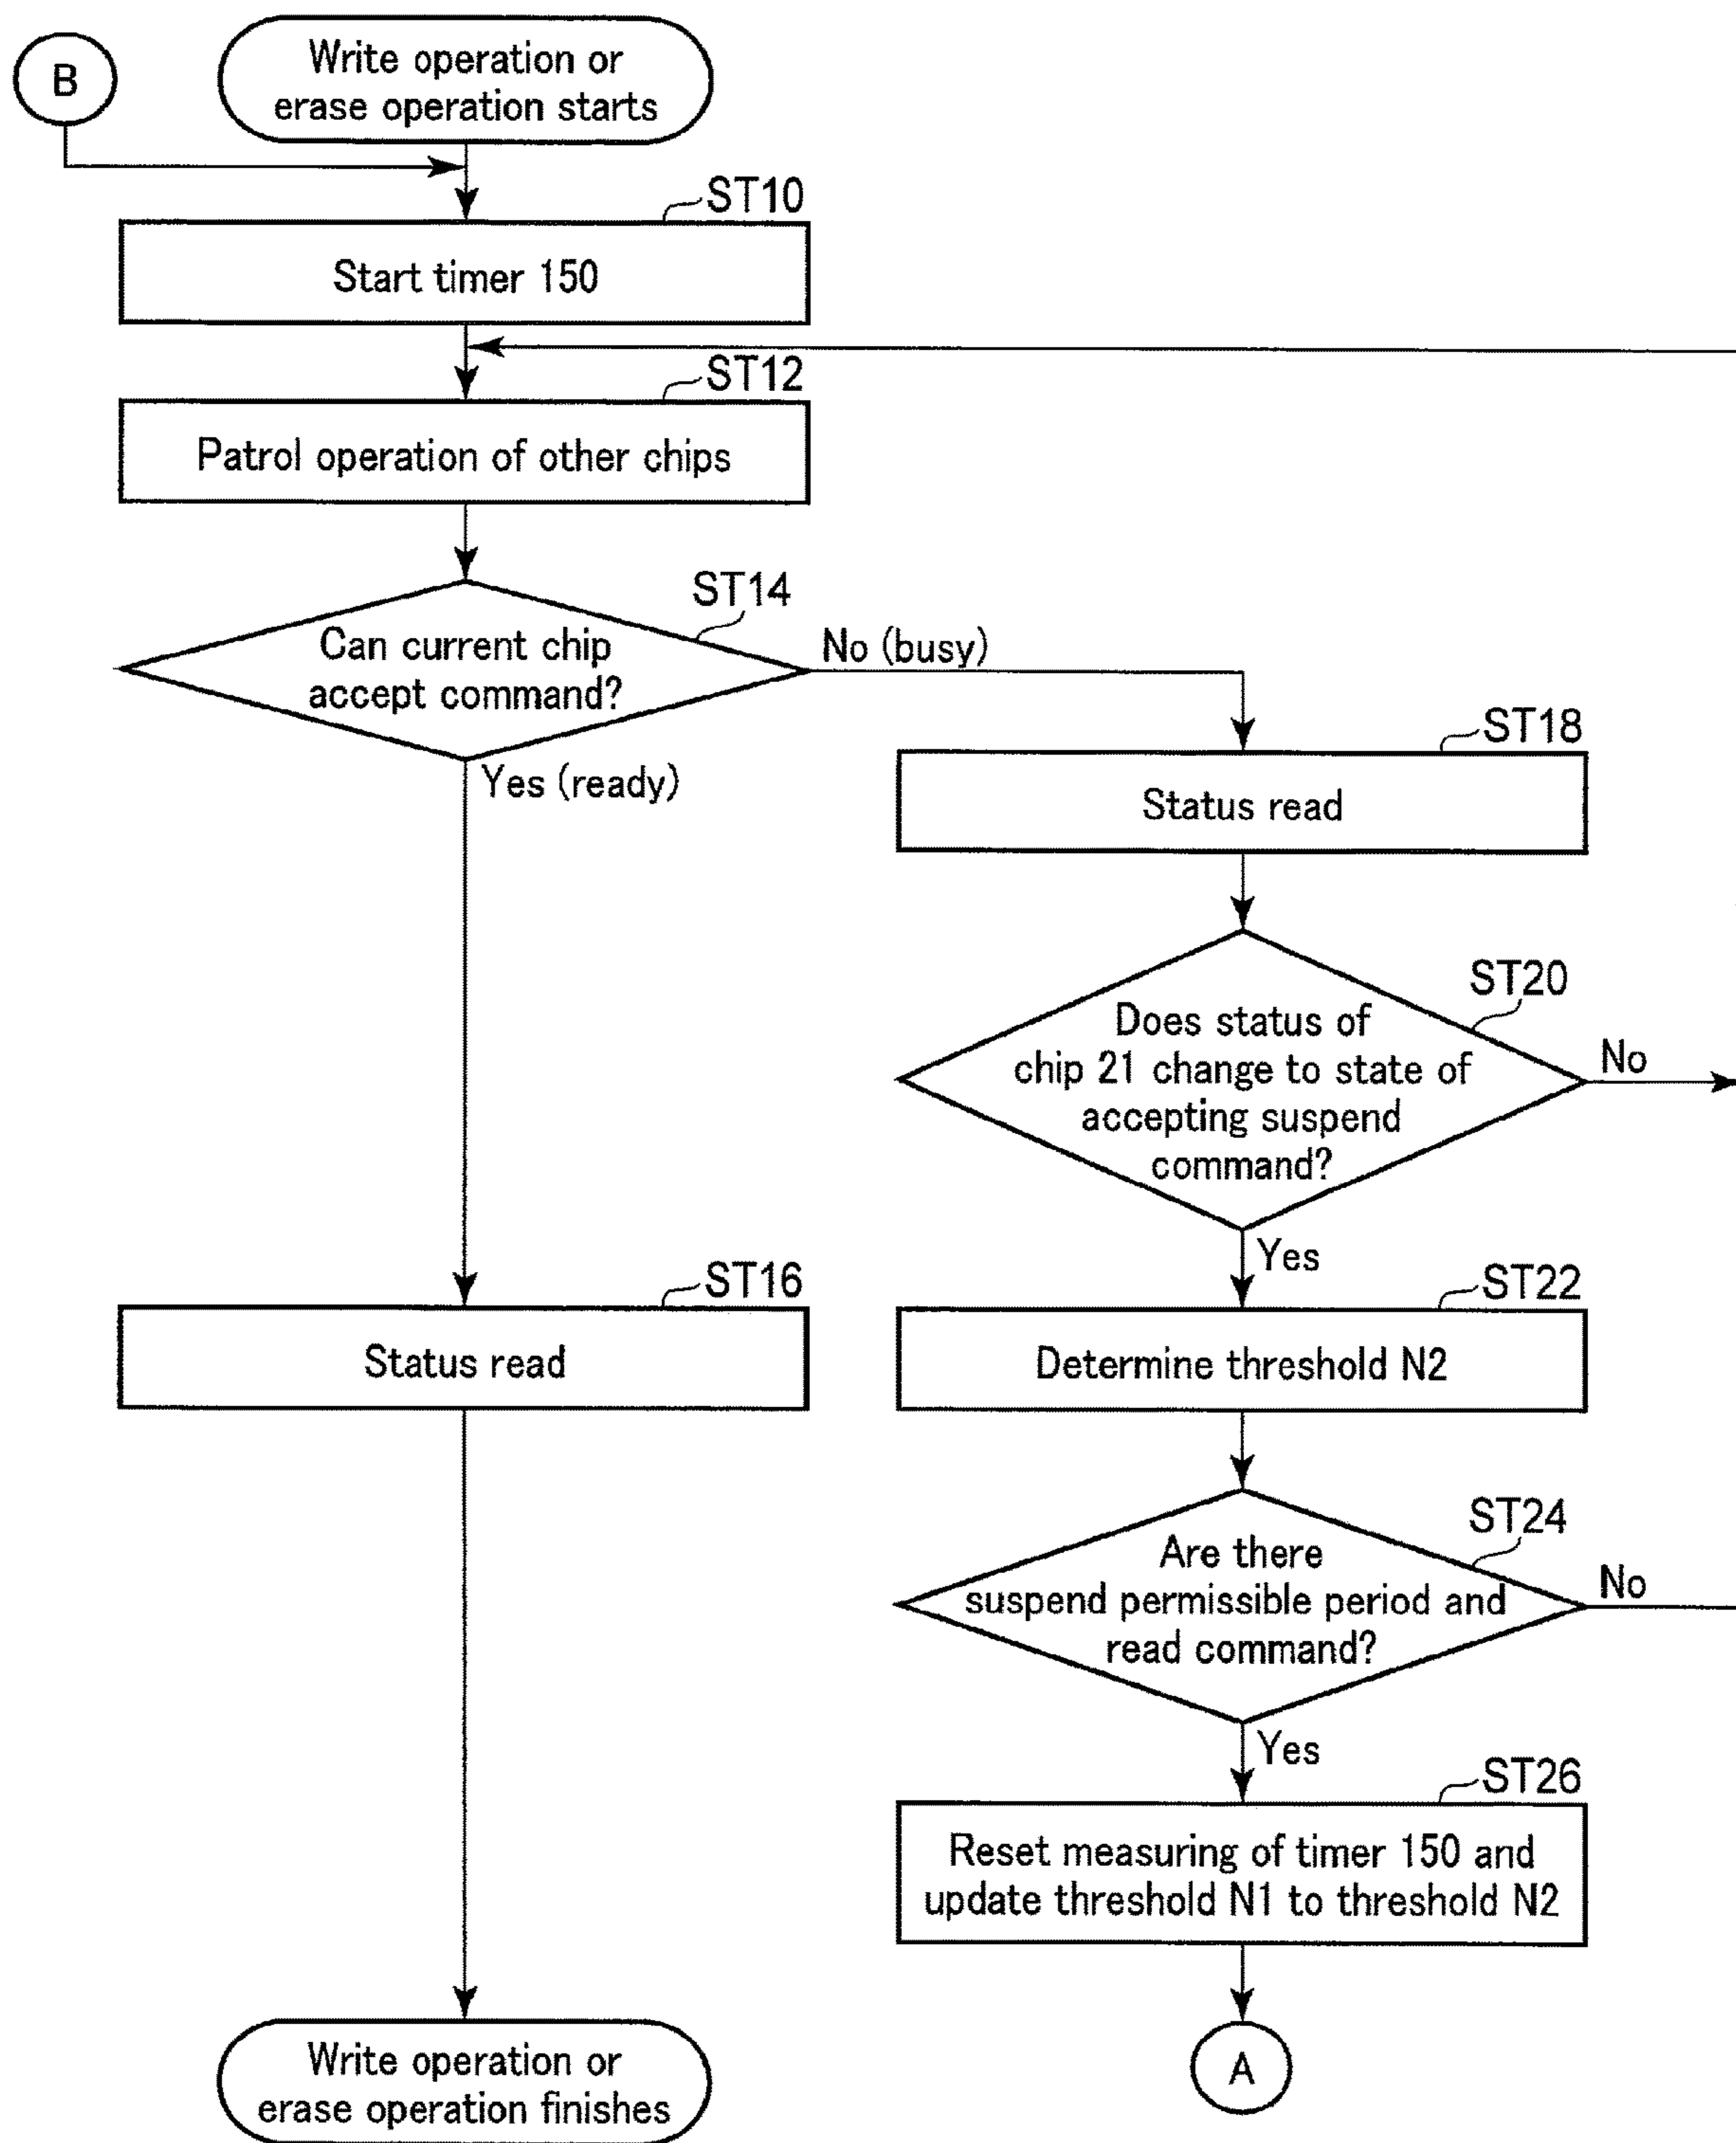 B
Write operation or
erase operation starts
ST10
Start timer 150
ST12
Patrol operation of other chips
ST14
Can current chip
accept command?
No (busy)
Yes (ready)
ST18
Status read
ST20
Does status of
chip 21 change to state of
accepting suspend
command?
No
Yes
ST16
Status read
ST22
Determine threshold N2
ST24
Are there
suspend permissible period and
read command?
No
Yes
ST26
Reset measuring of timer 150 and
update threshold N1 to threshold N2
Write operation or
erase operation finishes
A